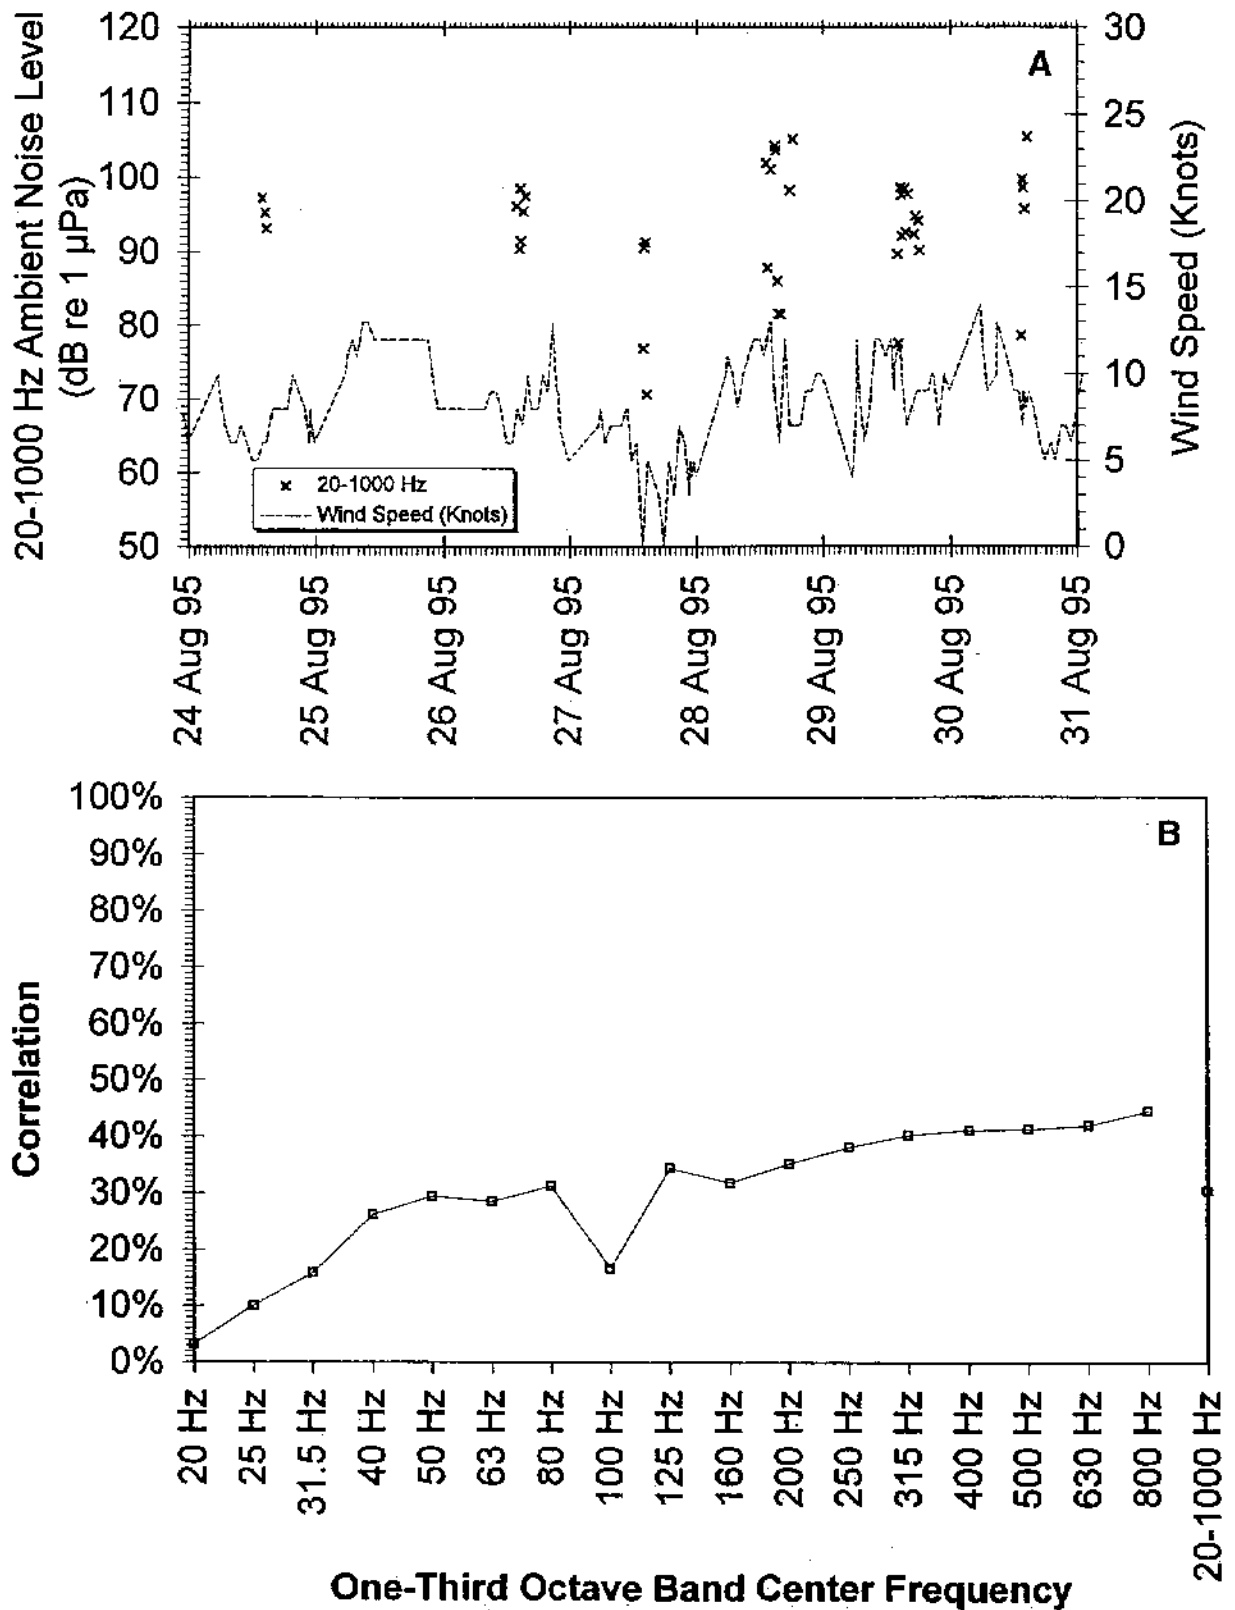 20-1000 Hz Ambient Noise Level
(dB re 1 µPa)
120
110
100
90
80
70
60
50
A
30
25
20
15
10
5
0
Wind Speed (Knots)
20-1000 Hz
Wind Speed (Knots)
24 Aug 95
25 Aug 95
26 Aug 95
27 Aug 95
28 Aug 95
29 Aug 95
30 Aug 95
31 Aug 95
Correlation
100%
90%
80%
70%
60%
50%
40%
30%
20%
10%
0%
B
20 Hz
25 Hz
31.5 Hz
40 Hz
50 Hz
63 Hz
80 Hz
100 Hz
125 Hz
160 Hz
200 Hz
250 Hz
315 Hz
400 Hz
500 Hz
630 Hz
800 Hz
20-1000 Hz
One-Third Octave Band Center Frequency